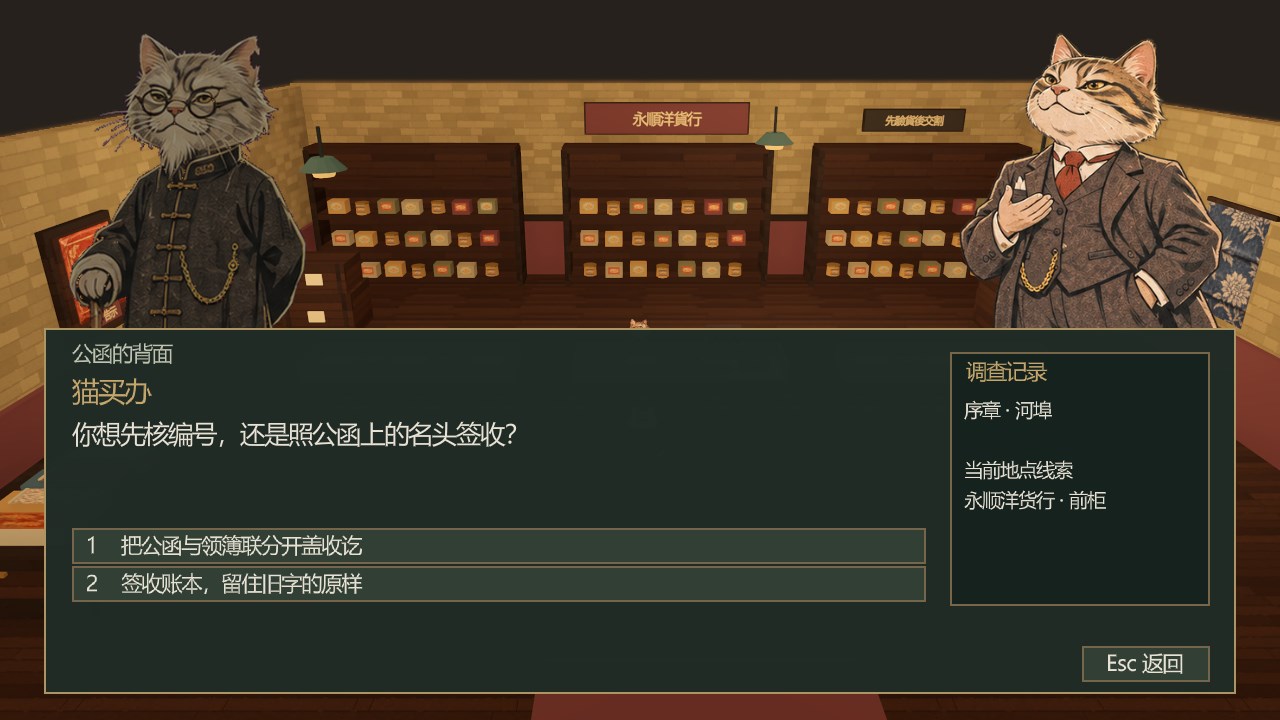 永順洋貨行
先驗貨後交割
公函的背面
猫买办
你想先核编号，还是照公函上的名头签收？
1 把公函与领簿联分开盖收讫
2 签收账本，留住旧字的原样
调查记录
序章 · 河埠
当前地点线索
永顺洋货行 · 前柜
Esc 返回